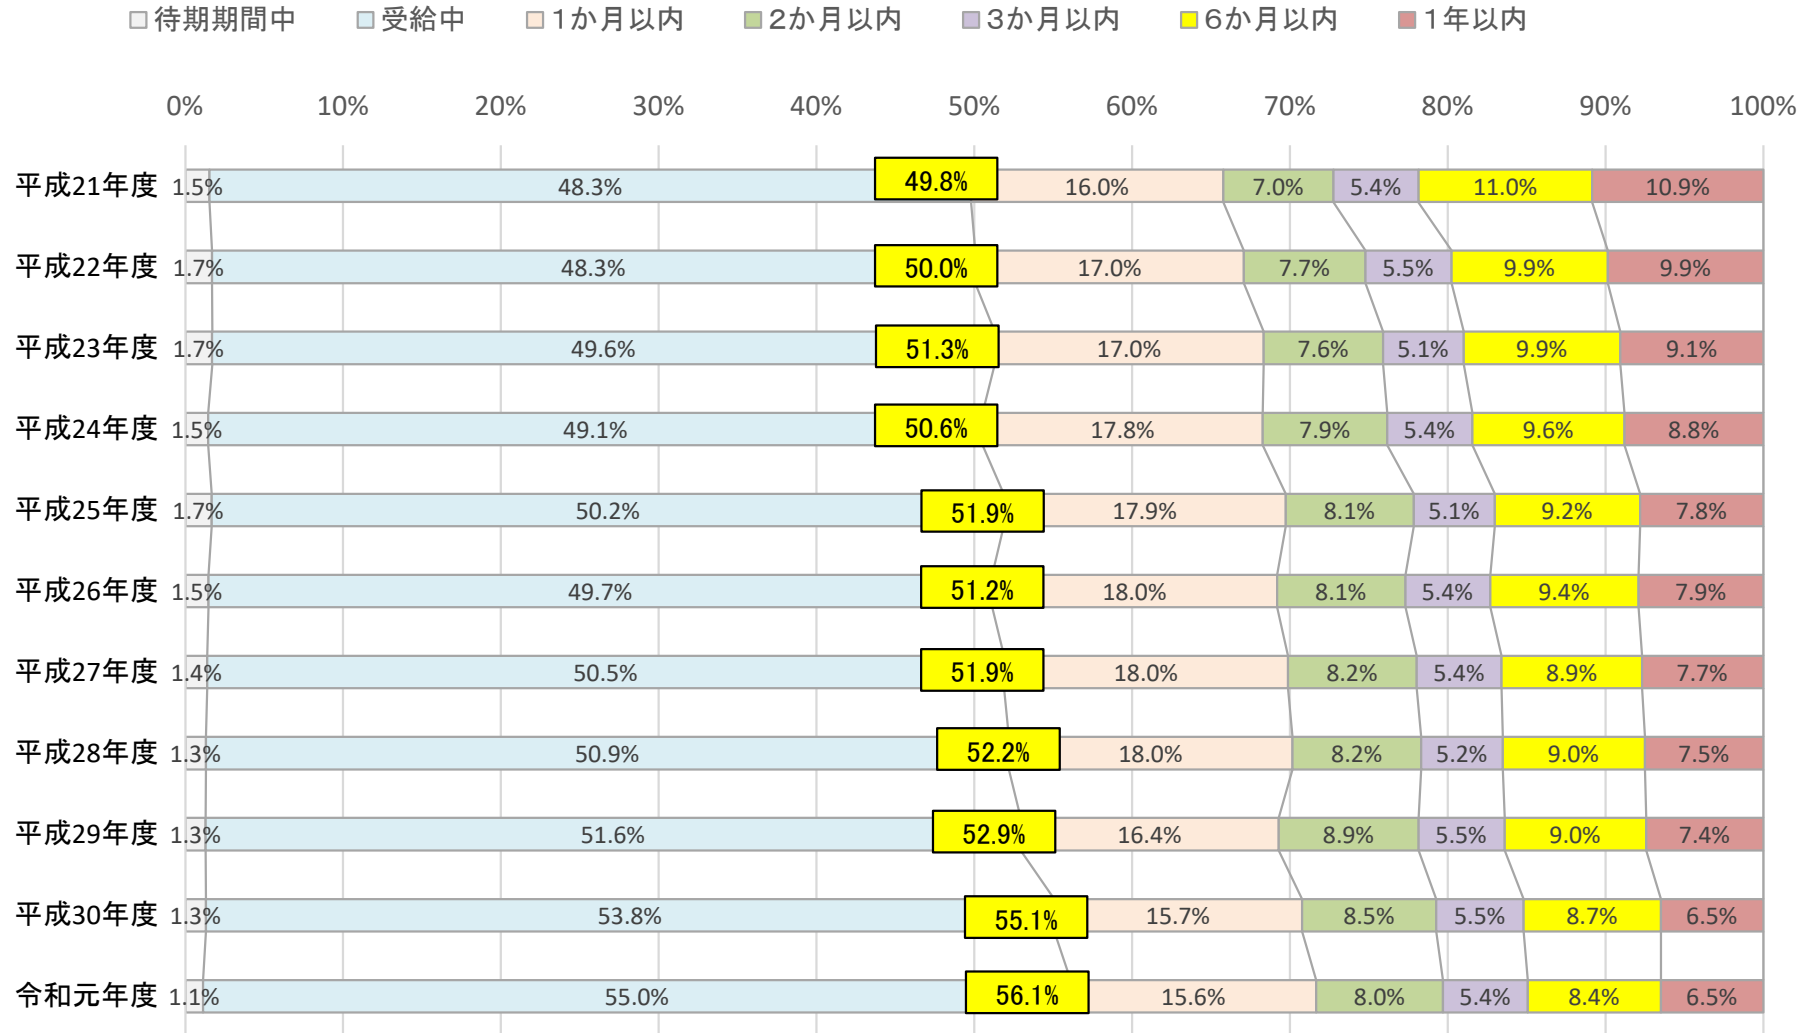 待期期間中 受給中 １か月以内 ２か月以内 ３か月以内 ６か月以内 １年以内
0% 10% 20% 30% 40% 50% 60% 70% 80% 90% 100%
平成21年度 1.5% 48.3% 49.8% 16.0% 7.0% 5.4% 11.0% 10.9%
平成22年度 1.7% 48.3% 50.0% 17.0% 7.7% 5.5% 9.9% 9.9%
平成23年度 1.7% 49.6% 51.3% 17.0% 7.6% 5.1% 9.9% 9.1%
平成24年度 1.5% 49.1% 50.6% 17.8% 7.9% 5.4% 9.6% 8.8%
平成25年度 1.7% 50.2% 51.9% 17.9% 8.1% 5.1% 9.2% 7.8%
平成26年度 1.5% 49.7% 51.2% 18.0% 8.1% 5.4% 9.4% 7.9%
平成27年度 1.4% 50.5% 51.9% 18.0% 8.2% 5.4% 8.9% 7.7%
平成28年度 1.3% 50.9% 52.2% 18.0% 8.2% 5.2% 9.0% 7.5%
平成29年度 1.3% 51.6% 52.9% 16.4% 8.9% 5.5% 9.0% 7.4%
平成30年度 1.3% 53.8% 55.1% 15.7% 8.5% 5.5% 8.7% 6.5%
令和元年度 1.1% 55.0% 56.1% 15.6% 8.0% 5.4% 8.4% 6.5%